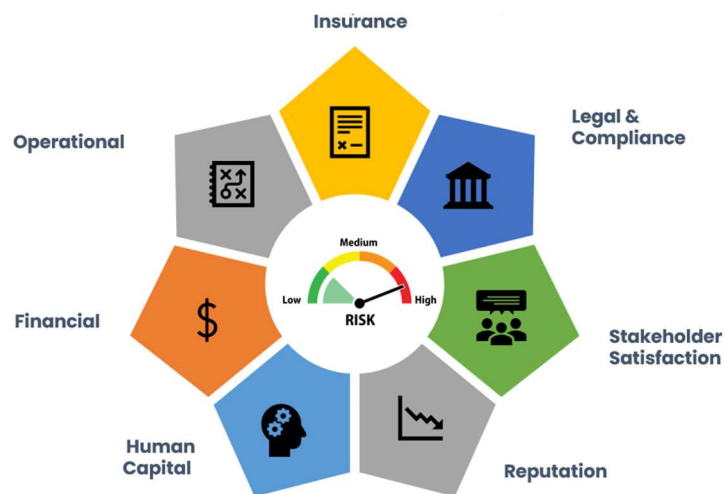 Insurance
Operational
Legal &
Compliance
Medium
Low
High
RISK
Financial
$
Stakeholder
Satisfaction
Human
Capital
Reputation